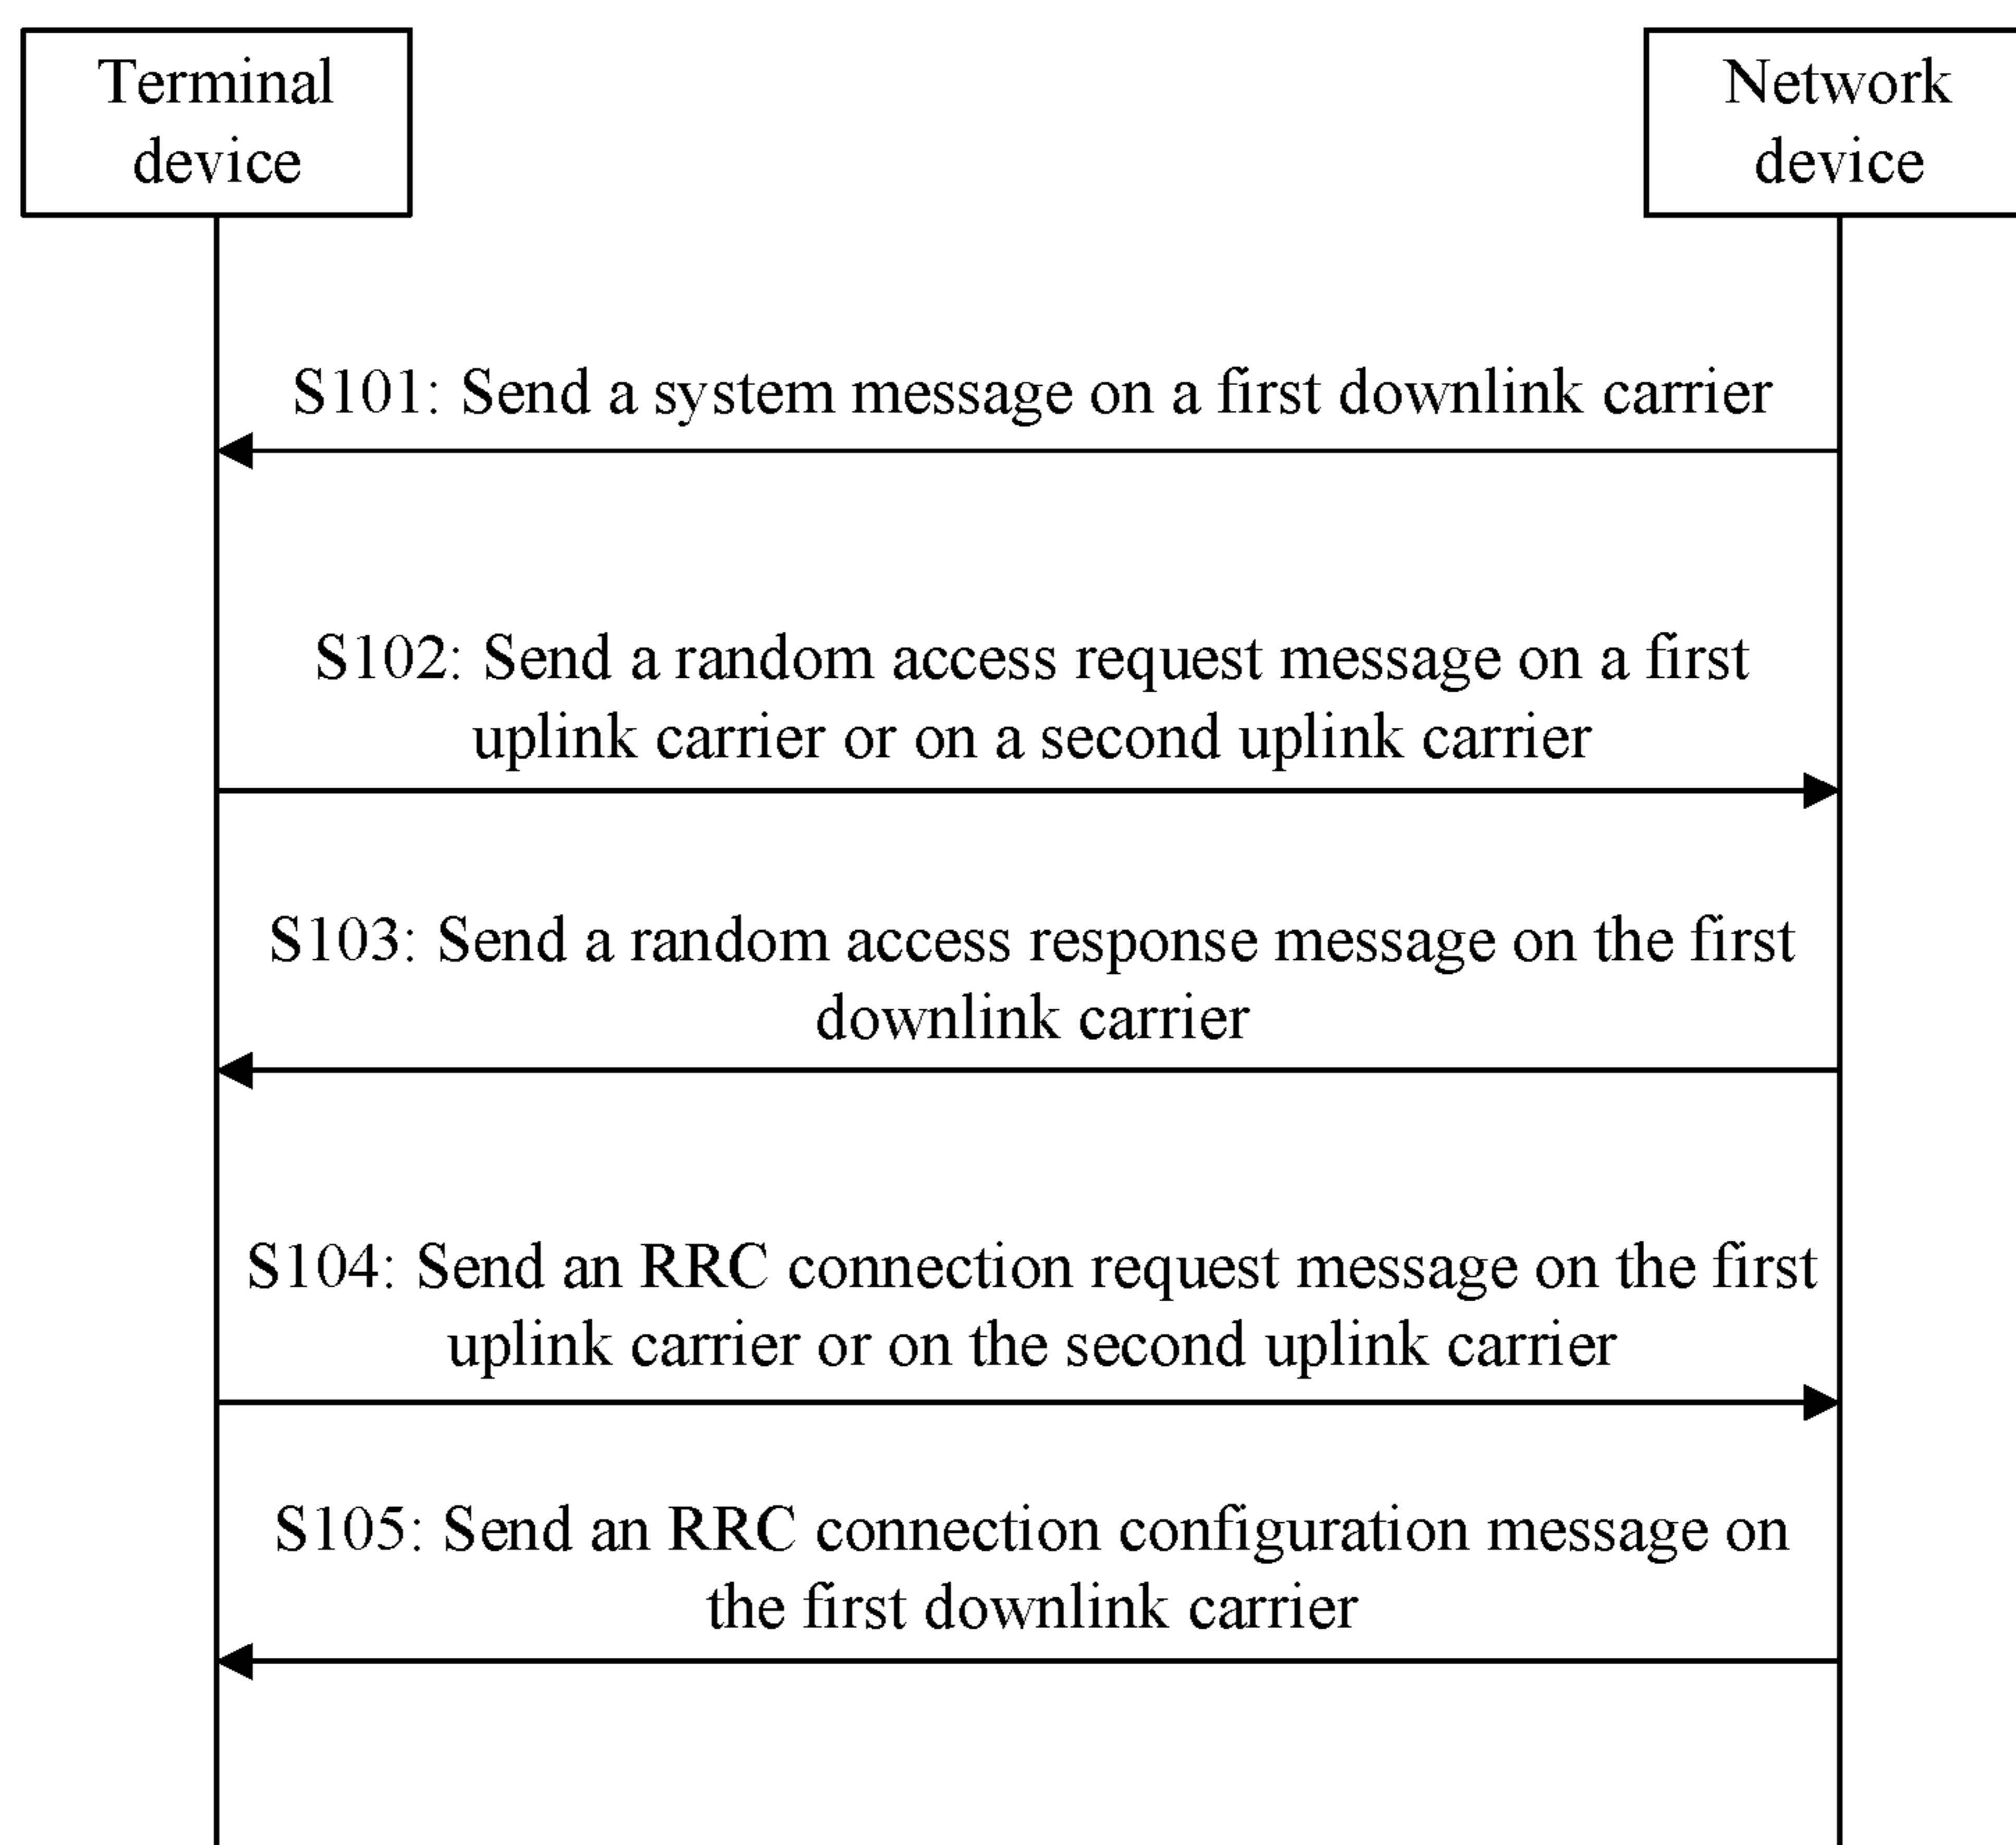 Terminal
device
Network
device
S101: Send a system message on a first downlink carrier
S102: Send a random access request message on a first
uplink carrier or on a second uplink carrier
S103: Send a random access response message on the first
downlink carrier
S104: Send an RRC connection request message on the first
uplink carrier or on the second uplink carrier
S105: Send an RRC connection configuration message on
the first downlink carrier